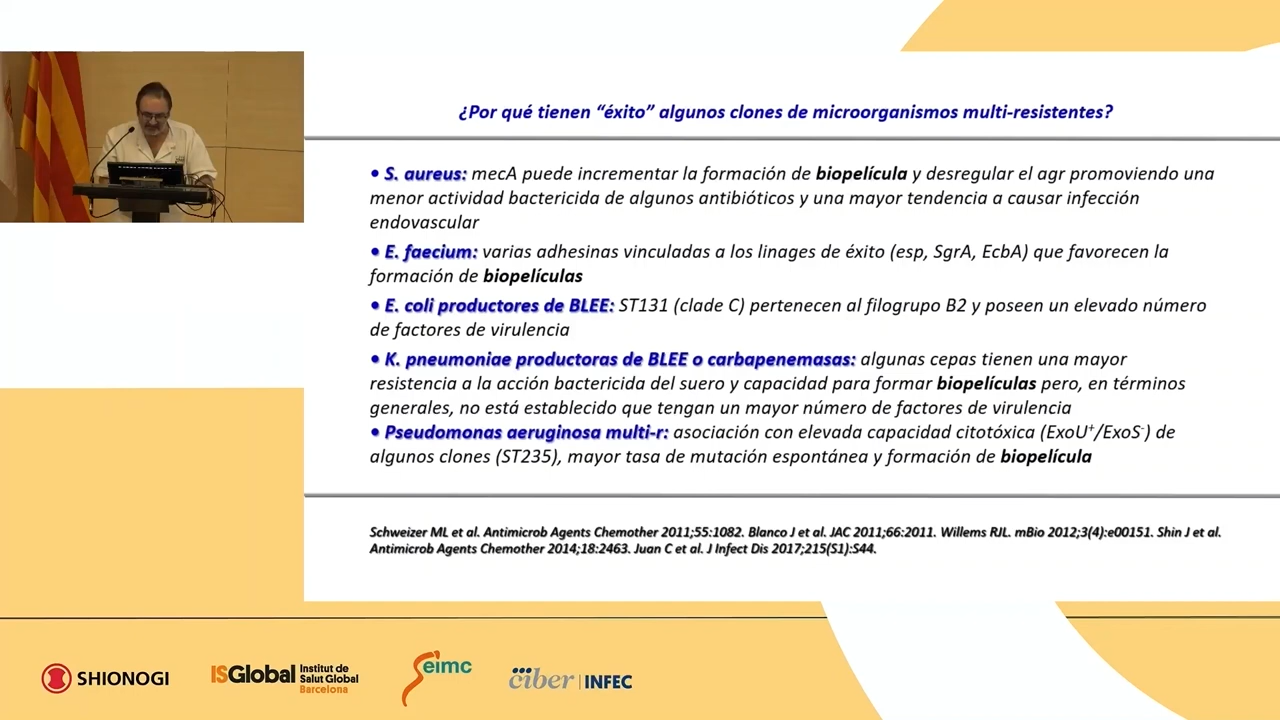 ¿Por qué tienen “éxito” algunos clones de microorganismos multi-resistentes?
• S. aureus: mecA puede incrementar la formación de biopelícula y desregular el agr promoviendo una
menor actividad bactericida de algunos antibióticos y una mayor tendencia a causar infección
endovascular
• E. faecium: varias adhesinas vinculadas a los linages de éxito (esp, SgrA, EcbA) que favorecen la
formación de biopelículas
• E. coli productores de BLEE: ST131 (clade C) pertenecen al filogrupo B2 y poseen un elevado número
de factores de virulencia
• K. pneumoniae productoras de BLEE o carbapenemasas: algunas cepas tienen una mayor
resistencia a la acción bactericida del suero y capacidad para formar biopelículas pero, en términos
generales, no está establecido que tengan un mayor número de factores de virulencia
• Pseudomonas aeruginosa multi-r: asociación con elevada capacidad citotóxica (ExoU⁺/ExoS⁻) de
algunos clones (ST235), mayor tasa de mutación espontánea y formación de biopelícula
Schweizer ML et al. Antimicrob Agents Chemother 2011;55:1082. Blanco J et al. JAC 2011;66:2011. Willems RJL. mBio 2012;3(4):e00151. Shin J et al.
Antimicrob Agents Chemother 2014;18:2463. Juan C et al. J Infect Dis 2017;215(S1):S44.
SHIONOGI
ISGlobal Institut de
Salut Global
Barcelona
Seimc
ciber | INFEC